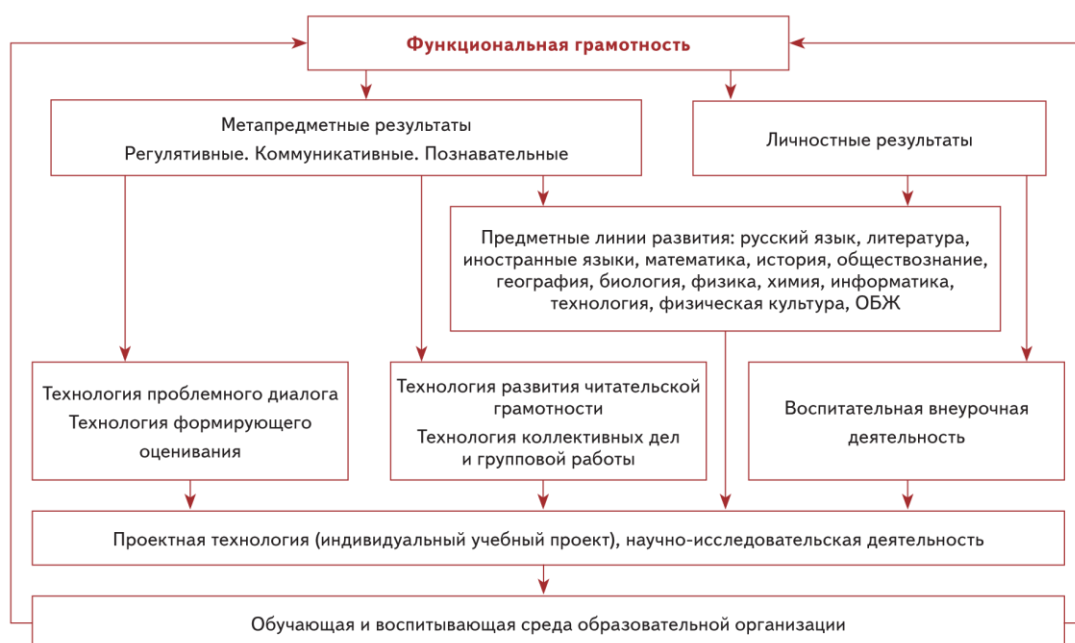 Функциональная грамотность
Метапредметные результаты
Регулятивные. Коммуникативные. Познавательные
Личностные результаты
Предметные линии развития: русский язык, литература,
иностранные языки, математика, история, обществознание,
география, биология, физика, химия, информатика,
технология, физическая культура, ОБЖ
Технология проблемного диалога
Технология формирующего
оценивания
Технология развития читательской
грамотности
Технология коллективных дел
и групповой работы
Воспитательная внеурочная
деятельность
Проектная технология (индивидуальный учебный проект), научно-исследовательская деятельность
Обучающая и воспитывающая среда образовательной организации